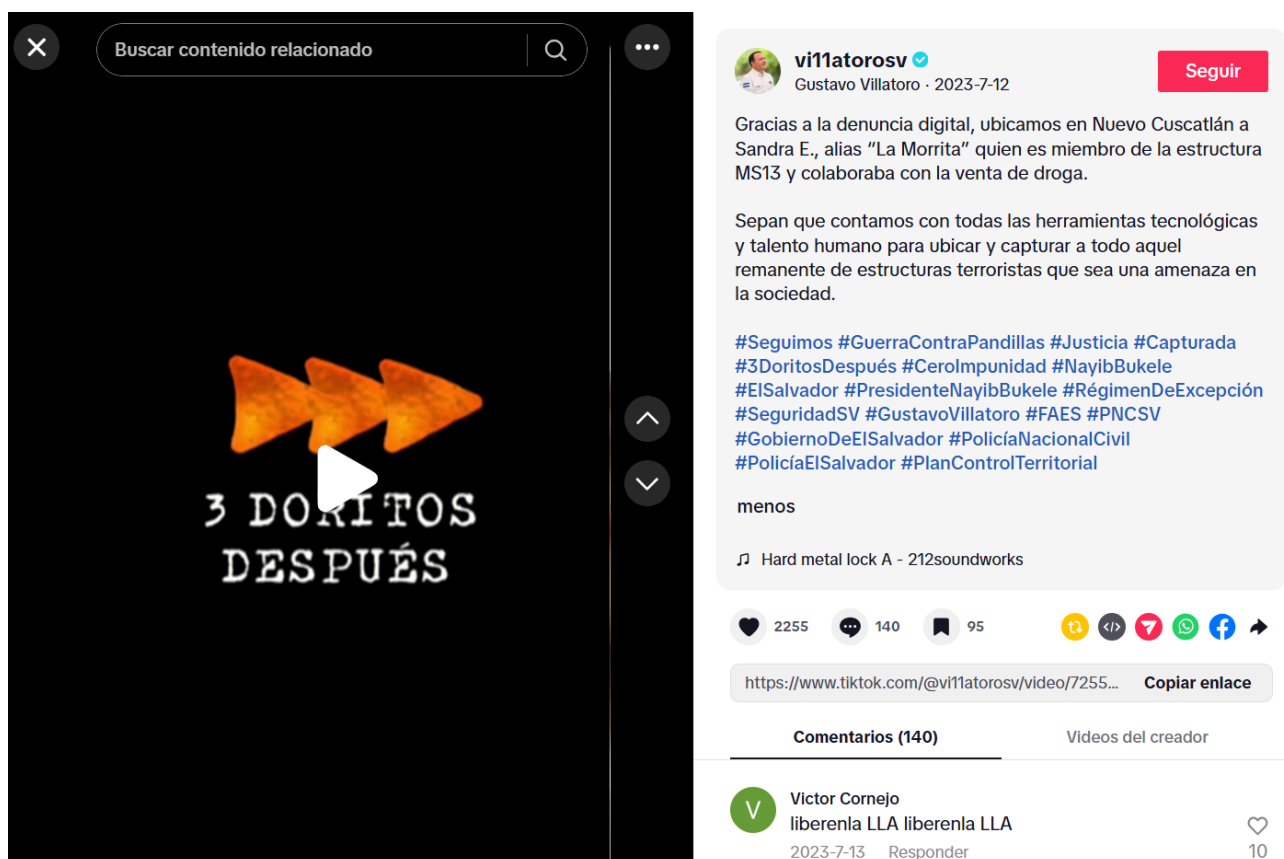 Buscar contenido relacionado
3 DORITOS
DESPUÉS
vi11atorosv
Gustavo Villatoro · 2023-7-12
Seguir
Gracias a la denuncia digital, ubicamos en Nuevo Cuscatlán a
Sandra E., alias “La Morrita” quien es miembro de la estructura
MS13 y colaboraba con la venta de droga.
Sepan que contamos con todas las herramientas tecnológicas
y talento humano para ubicar y capturar a todo aquel
remanente de estructuras terroristas que sea una amenaza en
la sociedad.
#Seguimos #GuerraContraPandillas #Justicia #Capturada
#3DoritosDespués #CeroImpunidad #NayibBukele
#ElSalvador #PresidenteNayibBukele #RégimenDeExcepción
#SeguridadSV #GustavoVillatoro #FAES #PNCSV
#GobiernoDeElSalvador #PolicíaNacionalCivil
#PolicíaElSalvador #PlanControlTerritorial
menos
Hard metal lock A - 212soundworks
2255 140 95
https://www.tiktok.com/@vi11atorosv/video/7255... Copiar enlace
Comentarios (140) Videos del creador
V
Victor Cornejo
liberenla LLA liberenla LLA
2023-7-13 Responder 10